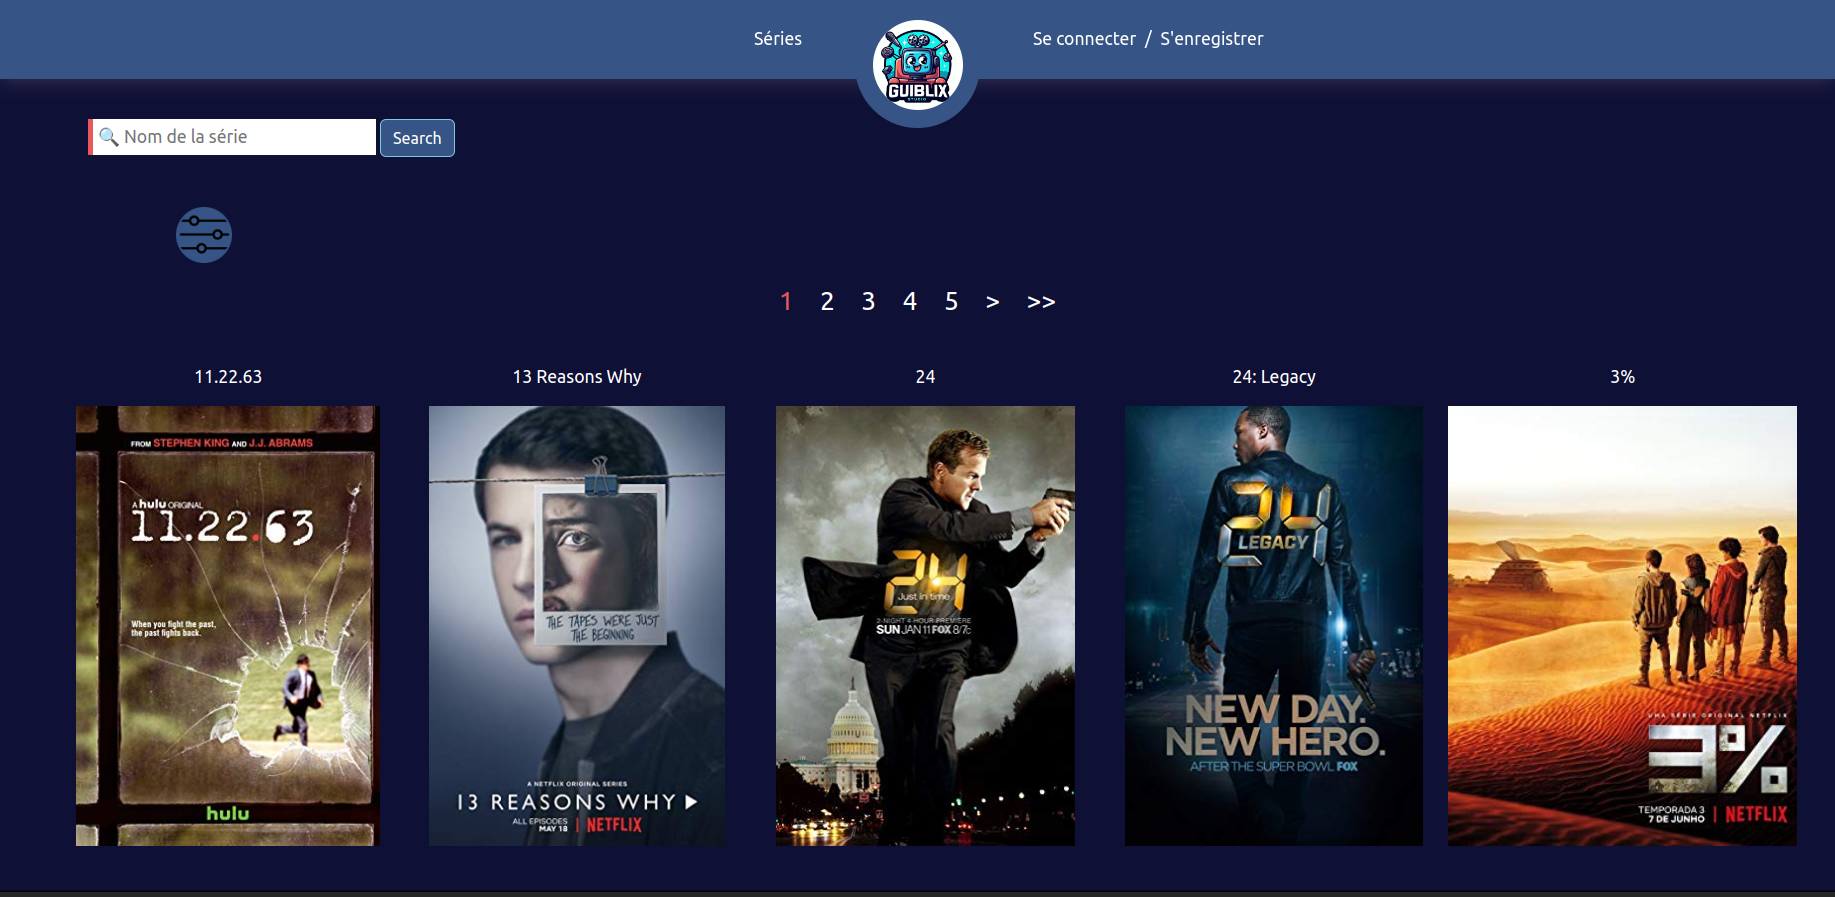 Séries
GUIBLIX
STUDIO
Se connecter / S'enregistrer
🔍 Nom de la série
Search
1 2 3 4 5 > >>
11.22.63
13 Reasons Why
24
24: Legacy
3%
FROM STEPHEN KING AND J.J. ABRAMS
A hulu ORIGINAL
11.22.63
When you fight the past,
the past fights back.
hulu
THE TAPES WERE JUST
THE BEGINNING
A NETFLIX ORIGINAL SERIES
13 REASONS WHY
ALL EPISODES
MAY 18 | NETFLIX
24
Just in time
2-NIGHT 4-HOUR PREMIERE
SUN JAN 11 FOX 8/7c
24
LEGACY
NEW DAY.
NEW HERO.
AFTER THE SUPER BOWL FOX
UMA SÉRIE ORIGINAL NETFLIX
3%
TEMPORADA 3
7 DE JUNHO | NETFLIX